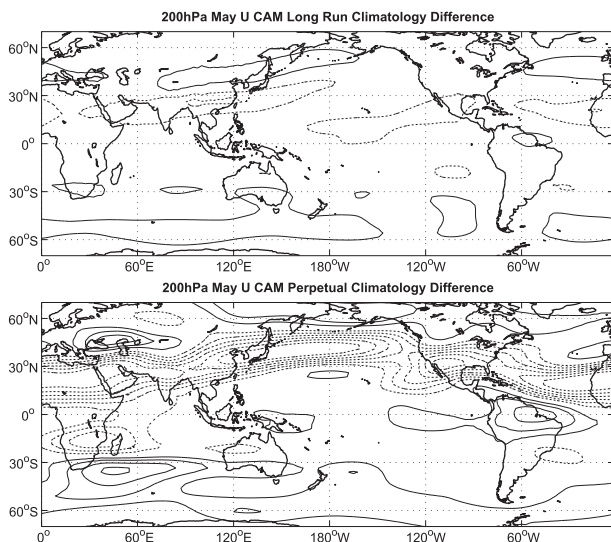 200hPa May U CAM Long Run Climatology Difference
60°N
30°N
0°
30°S
60°S
0° 60°E 120°E 180°W 120°W 60°W
200hPa May U CAM Perpetual Climatology Difference
60°N
30°N
0°
30°S
60°S
0° 60°E 120°E 180°W 120°W 60°W